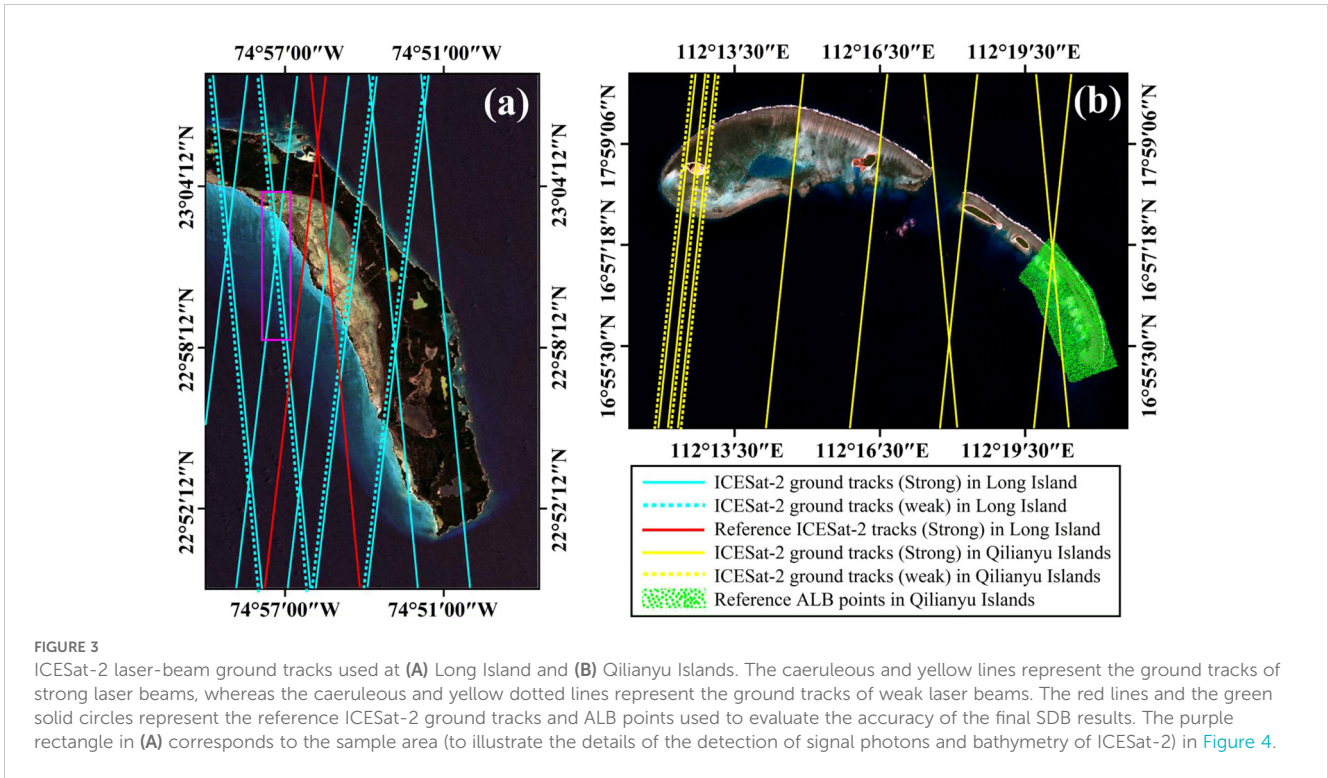 74°57'00"W 74°51'00"W
(a)
23°04'12"N 23°04'12"N
22°58'12"N 22°58'12"N
22°52'12"N 22°52'12"N
74°57'00"W 74°51'00"W
112°13'30"E 112°16'30"E 112°19'30"E
(b)
17°59'06"N 17°59'06"N
16°57'18"N 16°57'18"N
16°55'30"N 16°55'30"N
112°13'30"E 112°16'30"E 112°19'30"E
ICESat-2 ground tracks (Strong) in Long Island
ICESat-2 ground tracks (weak) in Long Island
Reference ICESat-2 tracks (Strong) in Long Island
ICESat-2 ground tracks (Strong) in Qilianyu Islands
ICESat-2 ground tracks (weak) in Qilianyu Islands
Reference ALB points in Qilianyu Islands
FIGURE 3
ICESat-2 laser-beam ground tracks used at (A) Long Island and (B) Qilianyu Islands. The caeruleous and yellow lines represent the ground tracks of
strong laser beams, whereas the caeruleous and yellow dotted lines represent the ground tracks of weak laser beams. The red lines and the green
solid circles represent the reference ICESat-2 ground tracks and ALB points used to evaluate the accuracy of the final SDB results. The purple
rectangle in (A) corresponds to the sample area (to illustrate the details of the detection of signal photons and bathymetry of ICESat-2) in Figure 4.